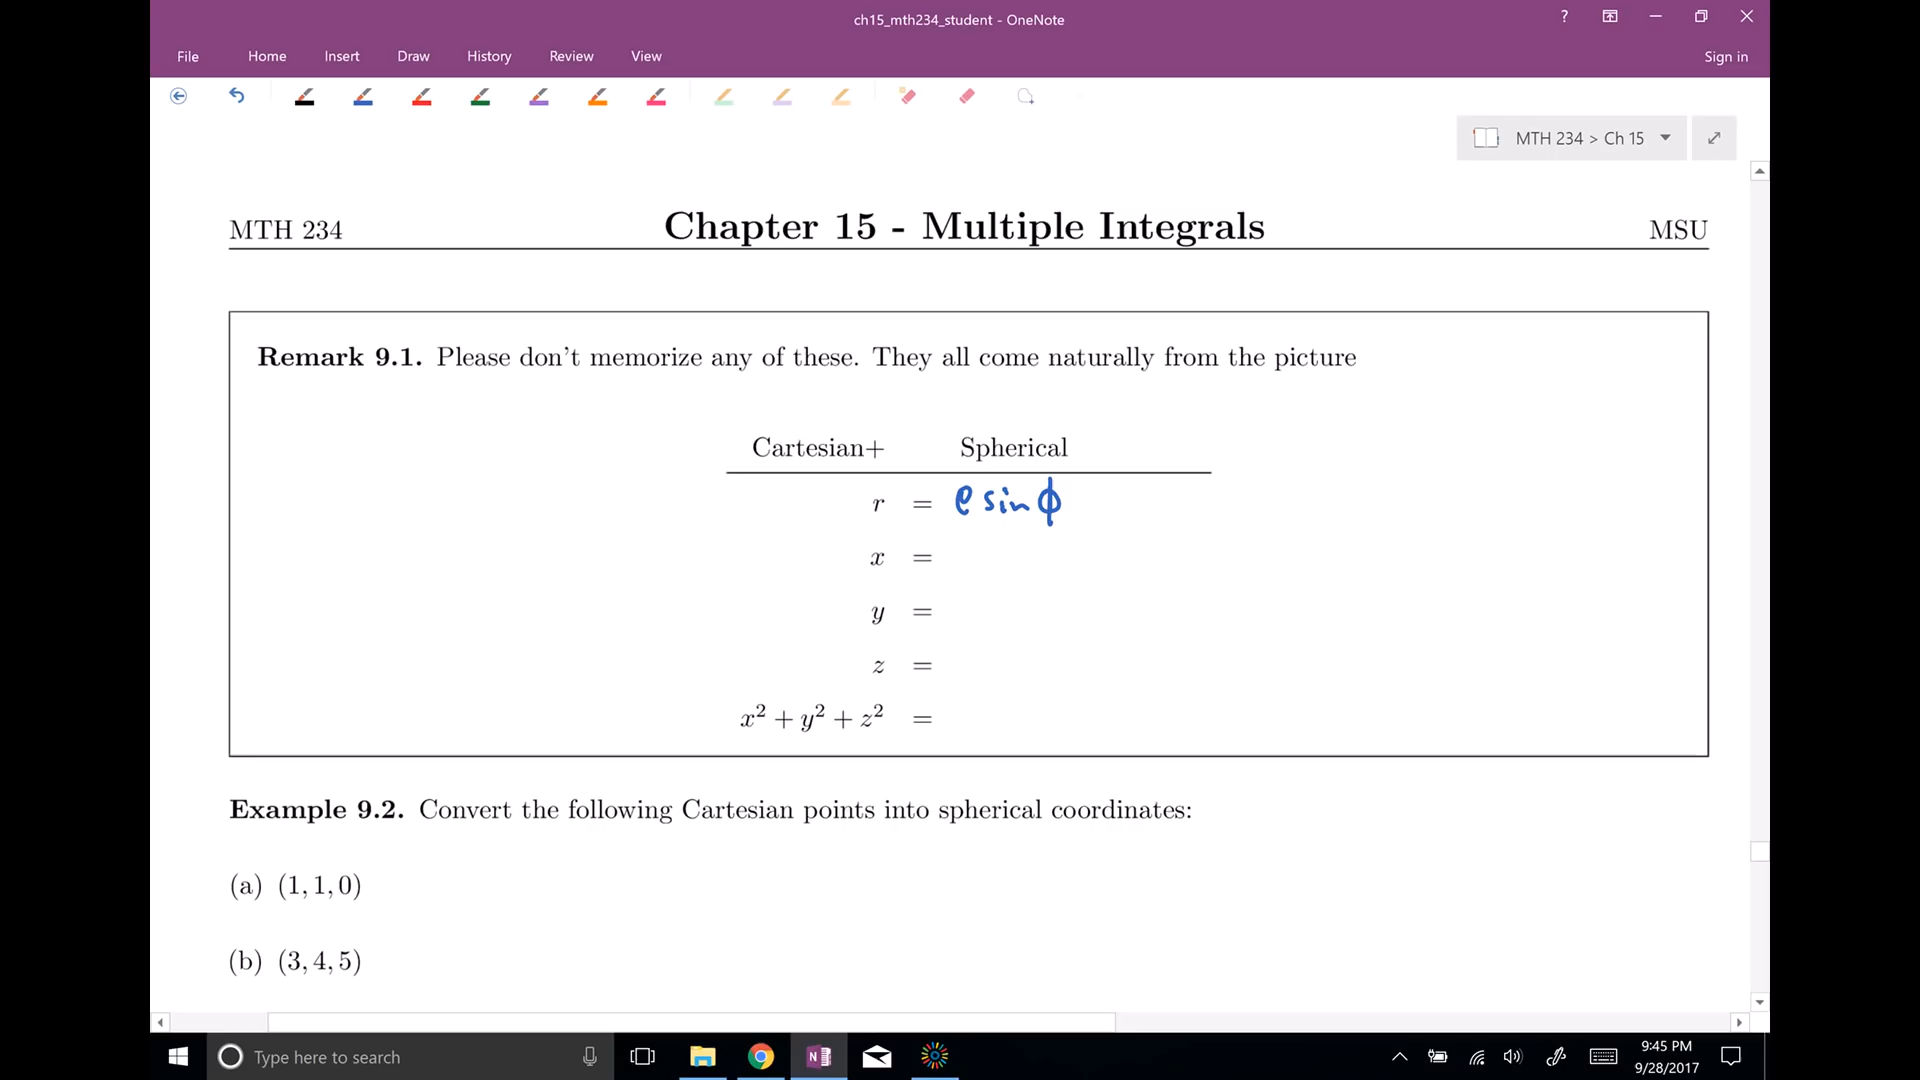 ch15_mth234_student - OneNote
?
File Home Insert Draw History Review View Sign in
MTH 234 > Ch 15
MTH 234 Chapter 15 - Multiple Integrals MSU
Remark 9.1. Please don't memorize any of these. They all come naturally from the picture
Cartesian+ Spherical
r = ρ sin ϕ
x =
y =
z =
x² + y² + z² =
Example 9.2. Convert the following Cartesian points into spherical coordinates:
(a) (1, 1, 0)
(b) (3, 4, 5)
Type here to search
9:45 PM
9/28/2017